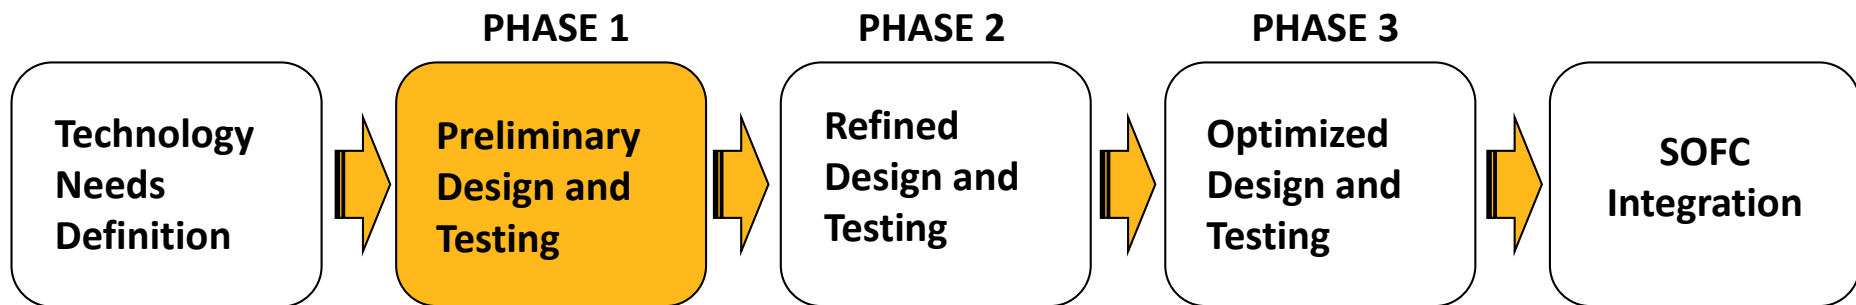 PHASE 1
PHASE 2
PHASE 3
Technology
Needs
Definition
Preliminary
Design and
Testing
Refined
Design and
Testing
Optimized
Design and
Testing
SOFC
Integration